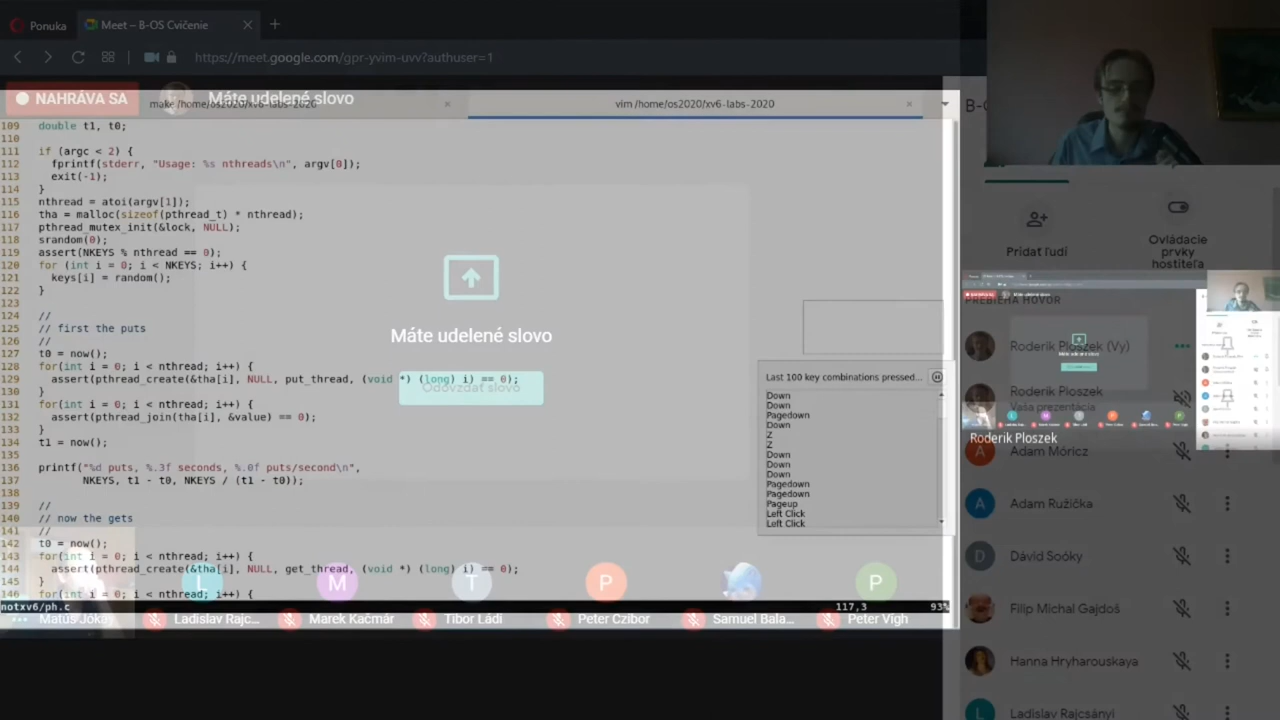 Ponuka
Meet – B-OS Cvičenie
https://meet.google.com/gpr-yvim-uvv?authuser=1
NAHRÁVA SA
Máte udelené slovo
make /home/os2020/xv6-labs-2020
vim /home/os2020/xv6-labs-2020
109 double t1, t0;
110
111 if (argc < 2) {
112 fprintf(stderr, "Usage: %s nthreads\n", argv[0]);
113 exit(-1);
114 }
115 nthread = atoi(argv[1]);
116 tha = malloc(sizeof(pthread_t) * nthread);
117 pthread_mutex_init(&lock, NULL);
118 srandom(0);
119 assert(NKEYS % nthread == 0);
120 for (int i = 0; i < NKEYS; i++) {
121 keys[i] = random();
122 }
123
124 //
125 // first the puts
126 //
127 t0 = now();
128 for(int i = 0; i < nthread; i++) {
129 assert(pthread_create(&tha[i], NULL, put_thread, (void *) (long) i) == 0);
130 }
131 for(int i = 0; i < nthread; i++) {
132 assert(pthread_join(tha[i], &value) == 0);
133 }
134 t1 = now();
135
136 printf("%d puts, %.3f seconds, %.0f puts/second\n",
137 NKEYS, t1 - t0, NKEYS / (t1 - t0));
138
139 //
140 // now the gets
141 //
142 t0 = now();
143 for(int i = 0; i < nthread; i++) {
144 assert(pthread_create(&tha[i], NULL, get_thread, (void *) (long) i) == 0);
145 }
146 for(int i = 0; i < nthread; i++) {
notxv6/ph.c 117,3 93%
Máte udelené slovo
Odovzdať slovo
Last 100 key combinations pressed...
Down
Down
Pagedown
Down
Z
Z
Down
Down
Down
Pagedown
Pagedown
Pageup
Left Click
Left Click
L
M
T
P
P
Matúš Jókay
Ladislav Rajc...
Marek Kačmár
Tibor Ládi
Peter Czibor
Samuel Bala...
Peter Vigh
B-O
Pridať ľudí
Ovládacie
prvky
hostiteľa
PREBIEHA HOVOR
Roderik Ploszek (Vy)
Roderik Ploszek
Vaša prezentácia
Roderik Ploszek
A
Adam Móricz
A
Adam Ružička
D
Dávid Soóky
Filip Michal Gajdoš
Hanna Hryharouskaya
L
Ladislav Rajcsányi